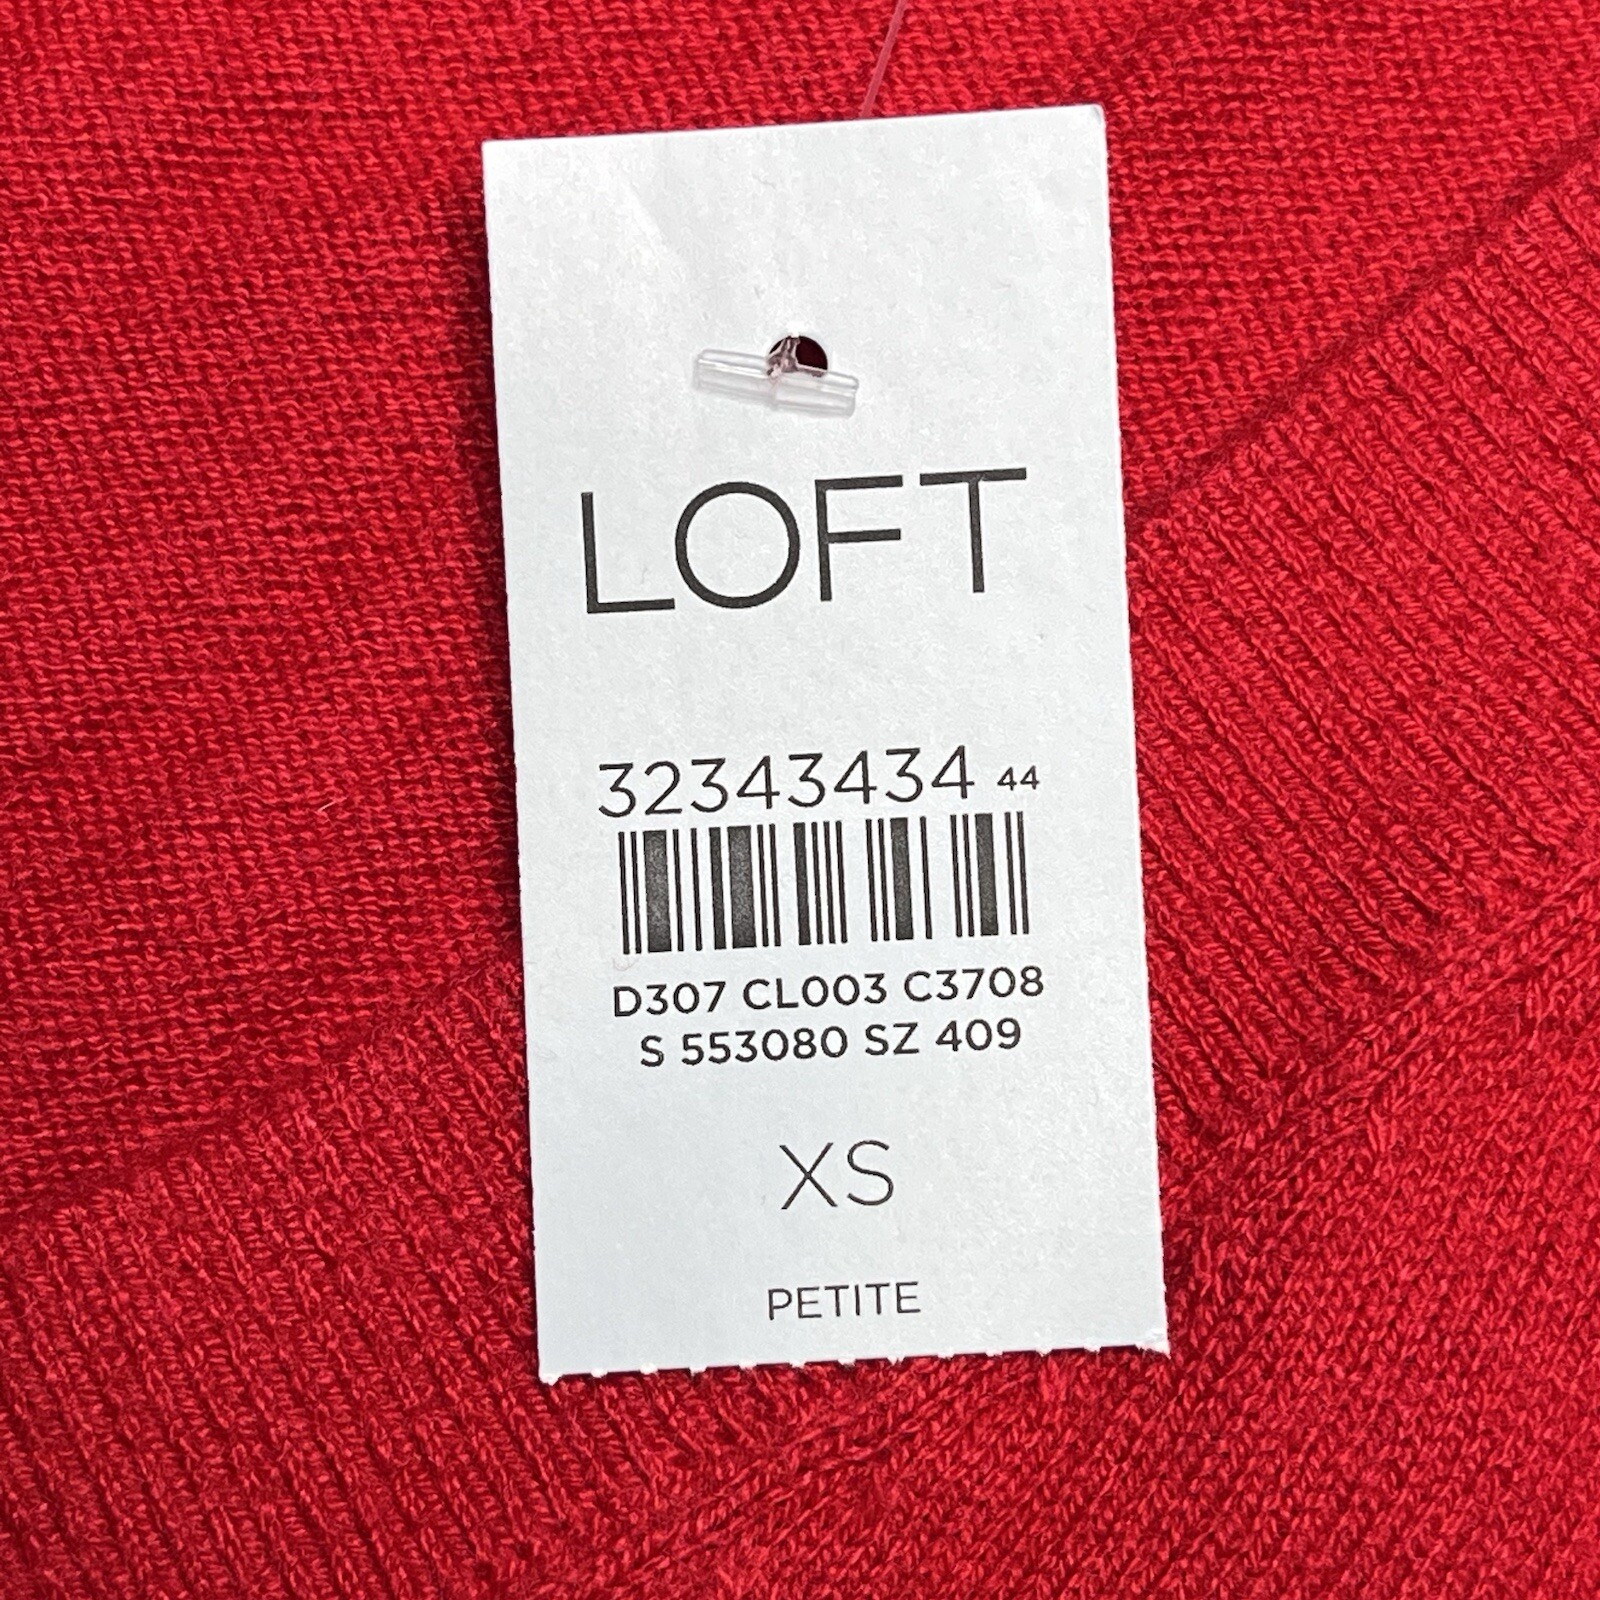 LOFT
32343434 44
D307 CL003 C3708
S 553080 SZ 409
XS
PETITE